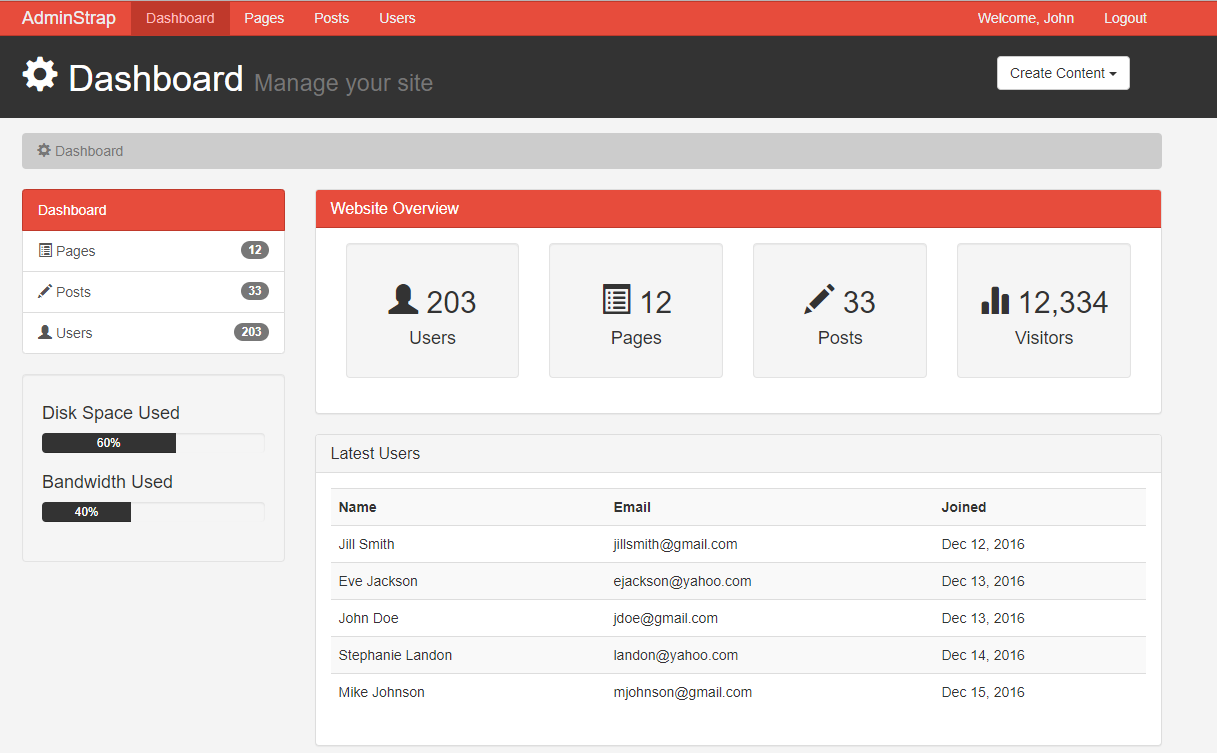 AdminStrap Dashboard Pages Posts Users Welcome, John Logout
Dashboard Manage your site Create Content
Dashboard
Dashboard
Pages 12
Posts 33
Users 203
Disk Space Used
60%
Bandwidth Used
40%
Website Overview
203 12 33 12,334
Users Pages Posts Visitors
Latest Users
Name Email Joined
Jill Smith jillsmith@gmail.com Dec 12, 2016
Eve Jackson ejackson@yahoo.com Dec 13, 2016
John Doe jdoe@gmail.com Dec 13, 2016
Stephanie Landon landon@yahoo.com Dec 14, 2016
Mike Johnson mjohnson@gmail.com Dec 15, 2016